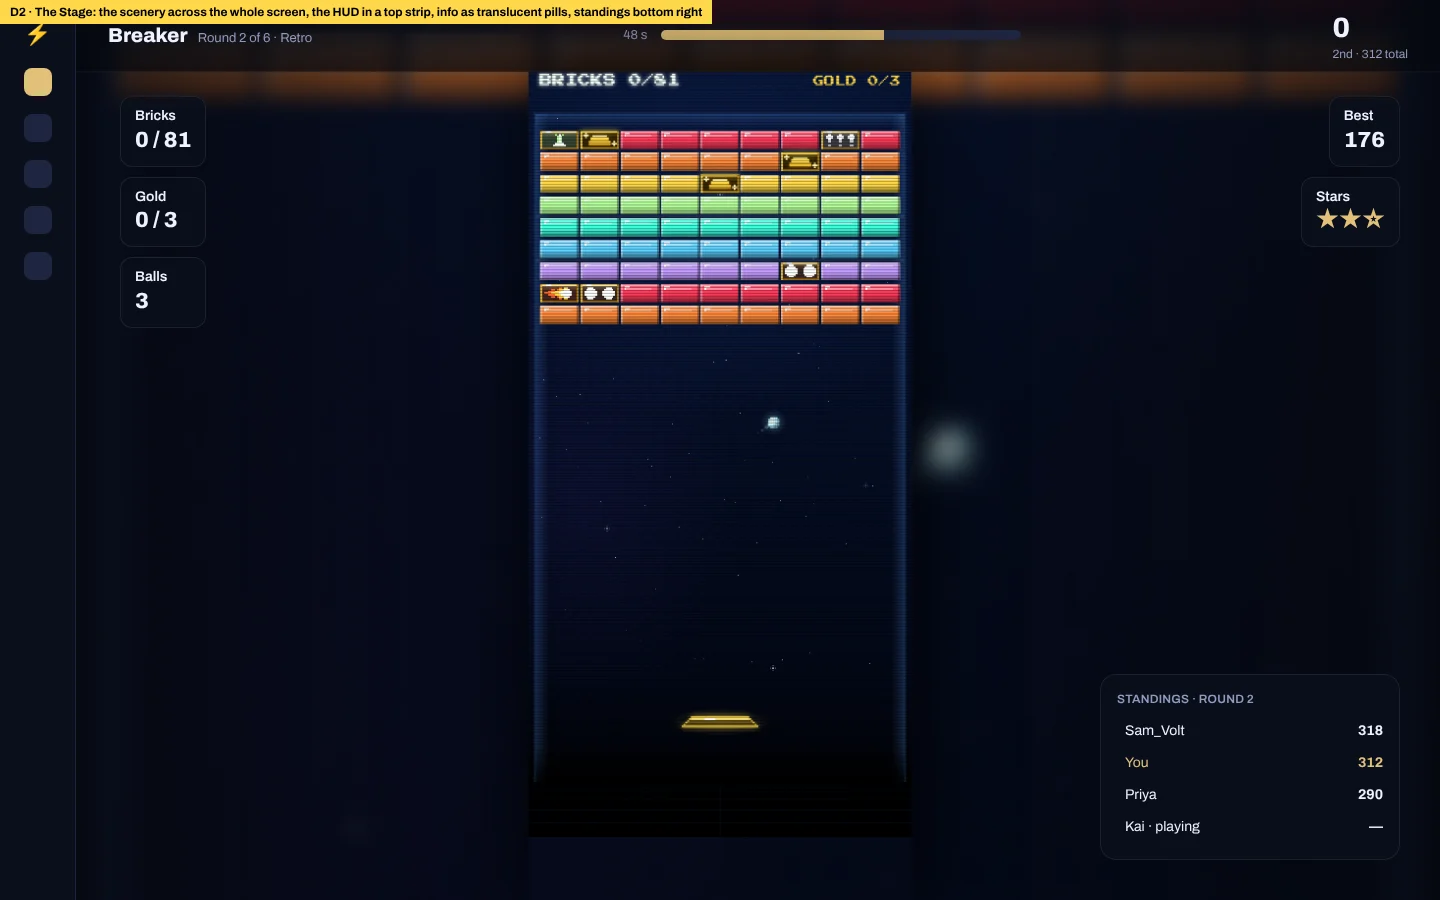 D2 · The Stage: the scenery across the whole screen, the HUD in a top strip, info as translucent pills, standings bottom right
Breaker Round 2 of 6 · Retro
48 s
0
2nd · 312 total
BRICKS 0/81 GOLD 0/3
Bricks
0 / 81
Gold
0 / 3
Balls
3
Best
176
Stars
STANDINGS · ROUND 2
Sam_Volt 318
You 312
Priya 290
Kai · playing —